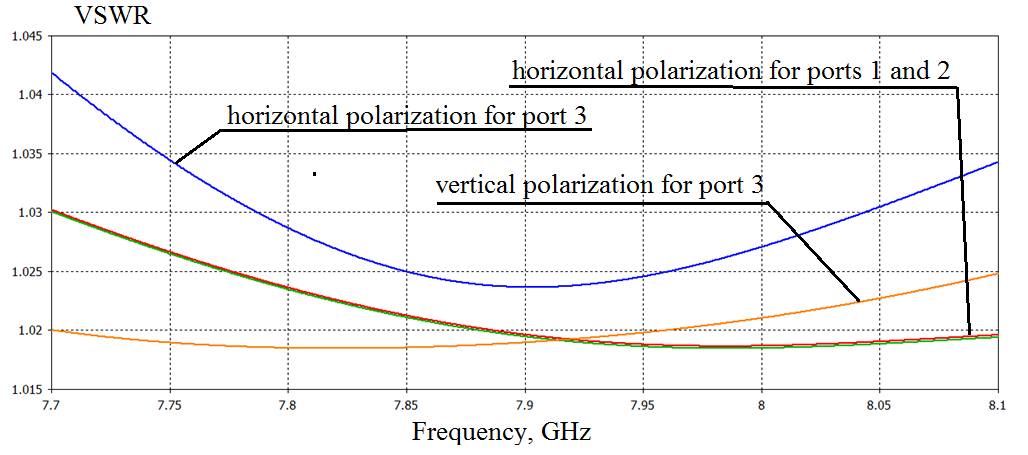 VSWR
1.045
horizontal polarization for ports 1 and 2
1.04
horizontal polarization for port 3
1.035
vertical polarization for port 3
1.03
1.025
1.02
1.015
7.7 7.75 7.8 7.85 7.9 7.95 8 8.05 8.1
Frequency, GHz